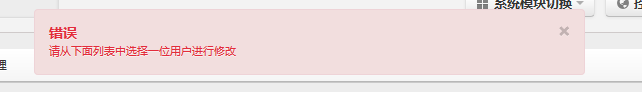 系统模块切换
错误
请从下面列表中选择一位用户进行修改
理